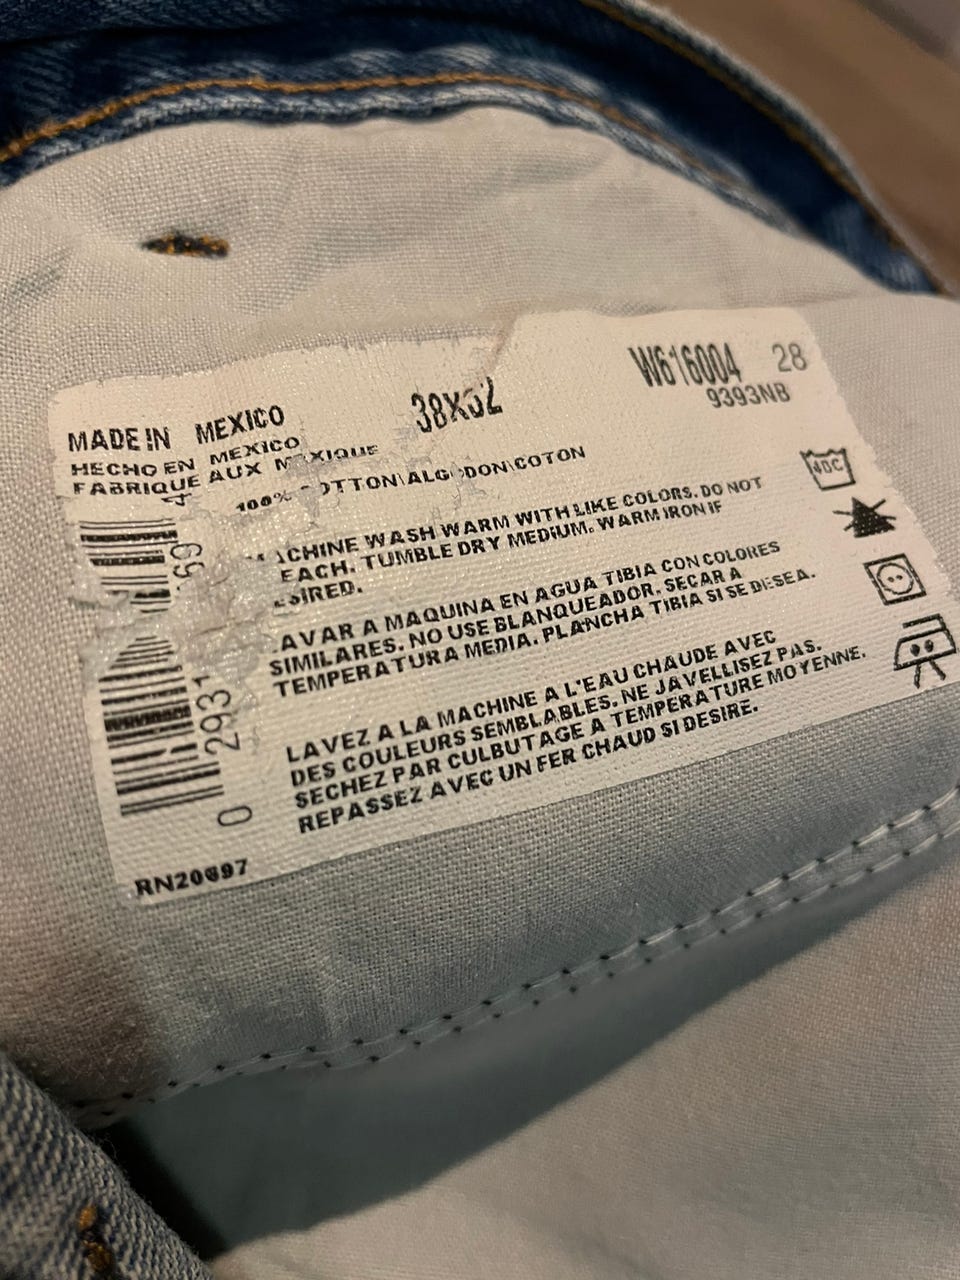 W616004 28
9393NB
MADE IN MEXICO 38X32
HECHO EN MEXICO
FABRIQUE AUX MEXIQUE
100% COTTON\ALGODON\COTON
MACHINE WASH WARM WITH LIKE COLORS. DO NOT
TUMBLE DRY MEDIUM. WARM IRON IF
LAVAR A MAQUINA EN AGUA TIBIA CON COLORES
SIMILARES. NO USE BLANQUEADOR. SECAR A
TEMPERATURA MEDIA. PLANCHA TIBIA SI SE DESEA.
LAVEZ A LA MACHINE A L'EAU CHAUDE AVEC
DES COULEURS SEMBLABLES. NE JAVELLISEZ PAS.
SECHEZ PAR CULBUTAGE A TEMPERATURE MOYENNE.
REPASSEZ AVEC UN FER CHAUD SI DESIRE.
40C
0
RN20697